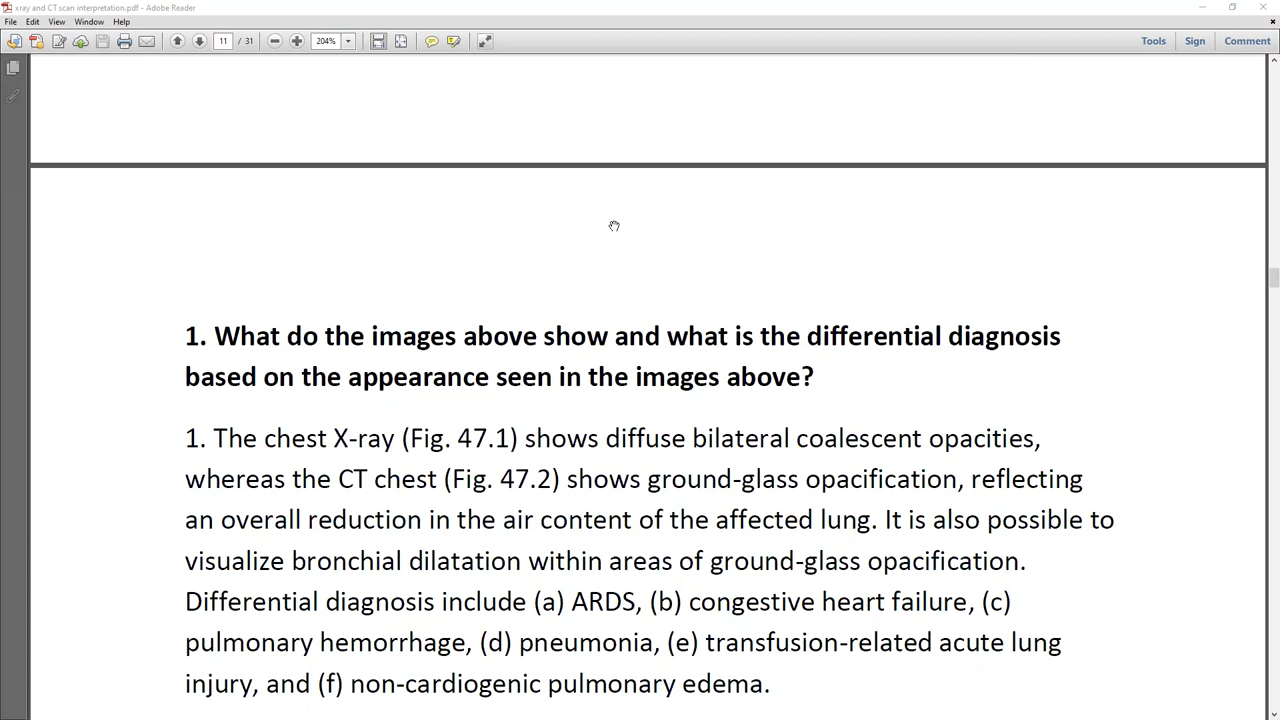 xray and CT scan interpretation.pdf - Adobe Reader
File Edit View Window Help
11 / 31 204% Tools Sign Comment
1. What do the images above show and what is the differential diagnosis
based on the appearance seen in the images above?
1. The chest X-ray (Fig. 47.1) shows diffuse bilateral coalescent opacities,
whereas the CT chest (Fig. 47.2) shows ground-glass opacification, reflecting
an overall reduction in the air content of the affected lung. It is also possible to
visualize bronchial dilatation within areas of ground-glass opacification.
Differential diagnosis include (a) ARDS, (b) congestive heart failure, (c)
pulmonary hemorrhage, (d) pneumonia, (e) transfusion-related acute lung
injury, and (f) non-cardiogenic pulmonary edema.